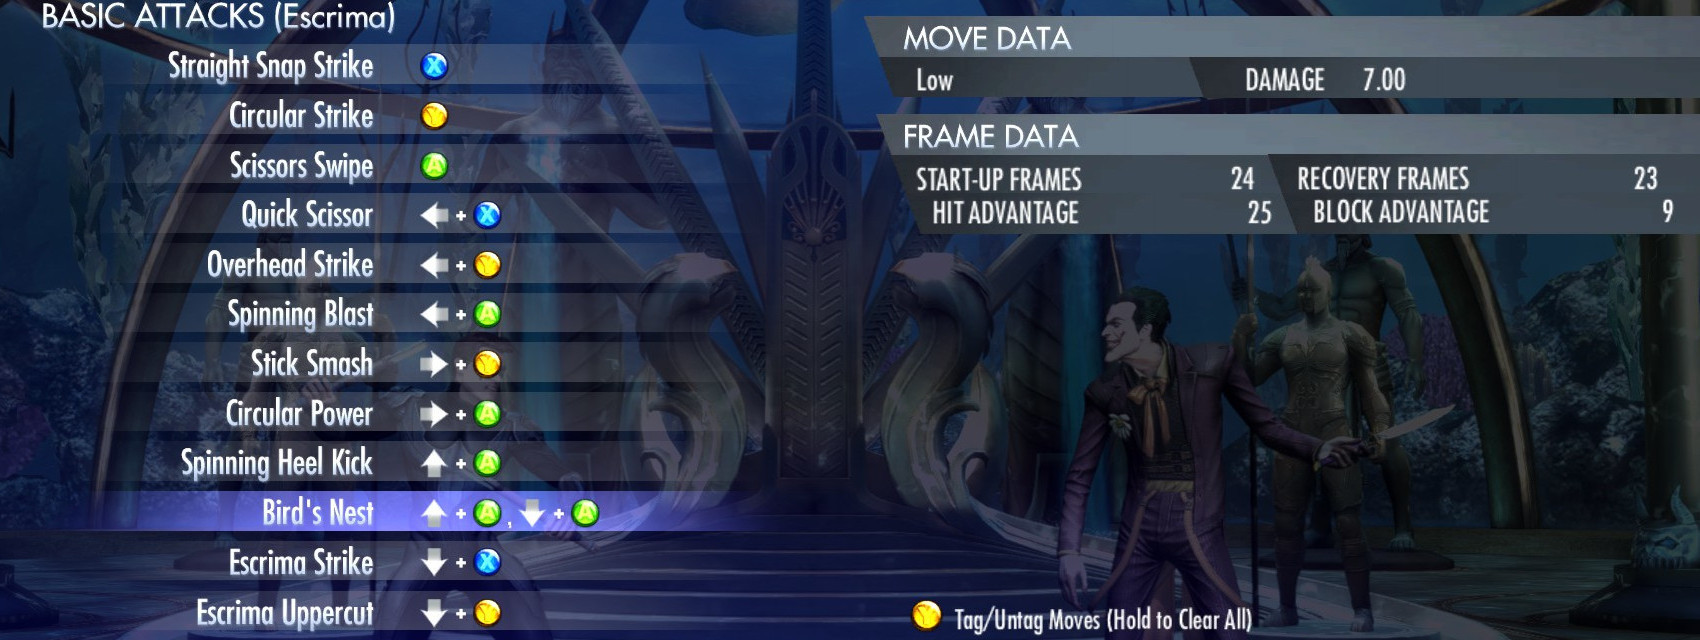 BASIC ATTACKS (Escrima)
Straight Snap Strike X
Circular Strike Y
Scissors Swipe A
Quick Scissor ← + X
Overhead Strike ← + Y
Spinning Blast ← + A
Stick Smash → + Y
Circular Power → + A
Spinning Heel Kick ↑ + A
Bird's Nest ↑ + A , ↓ + A
Escrima Strike ↓ + X
Escrima Uppercut ↓ + Y
MOVE DATA
Low DAMAGE 7.00
FRAME DATA
START-UP FRAMES 24 RECOVERY FRAMES 23
HIT ADVANTAGE 25 BLOCK ADVANTAGE 9
Y Tag/Untag Moves (Hold to Clear All)